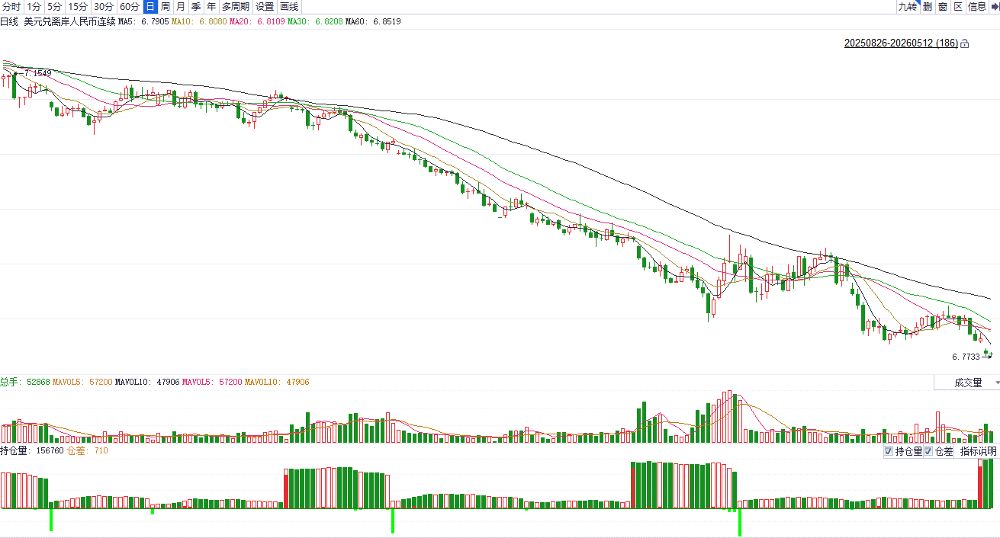 分时 1分 5分 15分 30分 60分 日 周 月 季 年 多周期 设置 画线 九转 删 窗 区 信息
日线 美元兑离岸人民币连续 MA5: 6.7905 MA10: 6.8080 MA20: 6.8109 MA30: 6.8208 MA60: 6.8519
20250826-20260512 (186)
7.1549
6.7733
总手: 52868 MAVOL5: 57200 MAVOL10: 47906 MAVOL5: 57200 MAVOL10: 47906 成交量
持仓量: 156760 仓差: 710 持仓量 仓差 指标说明